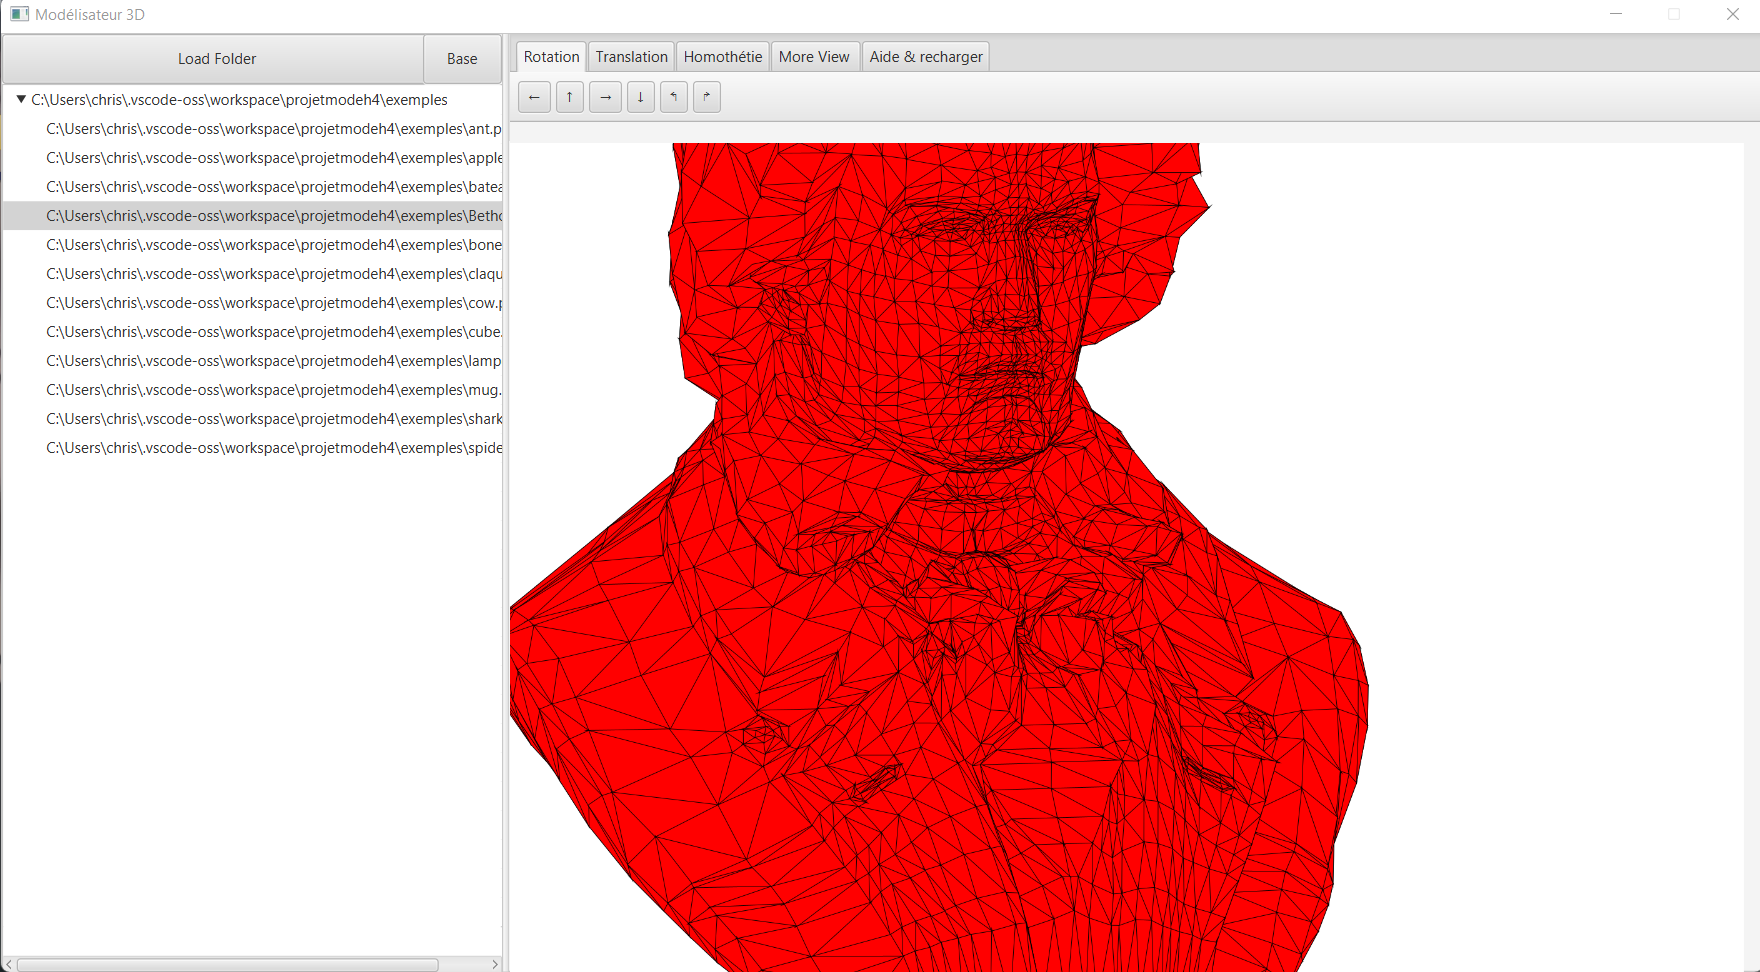 Modélisateur 3D
Load Folder Base
C:\Users\chris\.vscode-oss\workspace\projetmodeh4\exemples
C:\Users\chris\.vscode-oss\workspace\projetmodeh4\exemples\ant.p
C:\Users\chris\.vscode-oss\workspace\projetmodeh4\exemples\apple
C:\Users\chris\.vscode-oss\workspace\projetmodeh4\exemples\batea
C:\Users\chris\.vscode-oss\workspace\projetmodeh4\exemples\Betho
C:\Users\chris\.vscode-oss\workspace\projetmodeh4\exemples\bone
C:\Users\chris\.vscode-oss\workspace\projetmodeh4\exemples\claqu
C:\Users\chris\.vscode-oss\workspace\projetmodeh4\exemples\cow.p
C:\Users\chris\.vscode-oss\workspace\projetmodeh4\exemples\cube.
C:\Users\chris\.vscode-oss\workspace\projetmodeh4\exemples\lamp
C:\Users\chris\.vscode-oss\workspace\projetmodeh4\exemples\mug.
C:\Users\chris\.vscode-oss\workspace\projetmodeh4\exemples\shark
C:\Users\chris\.vscode-oss\workspace\projetmodeh4\exemples\spide
Rotation Translation Homothétie More View Aide & recharger
← ↑ → ↓ ↰ ↱